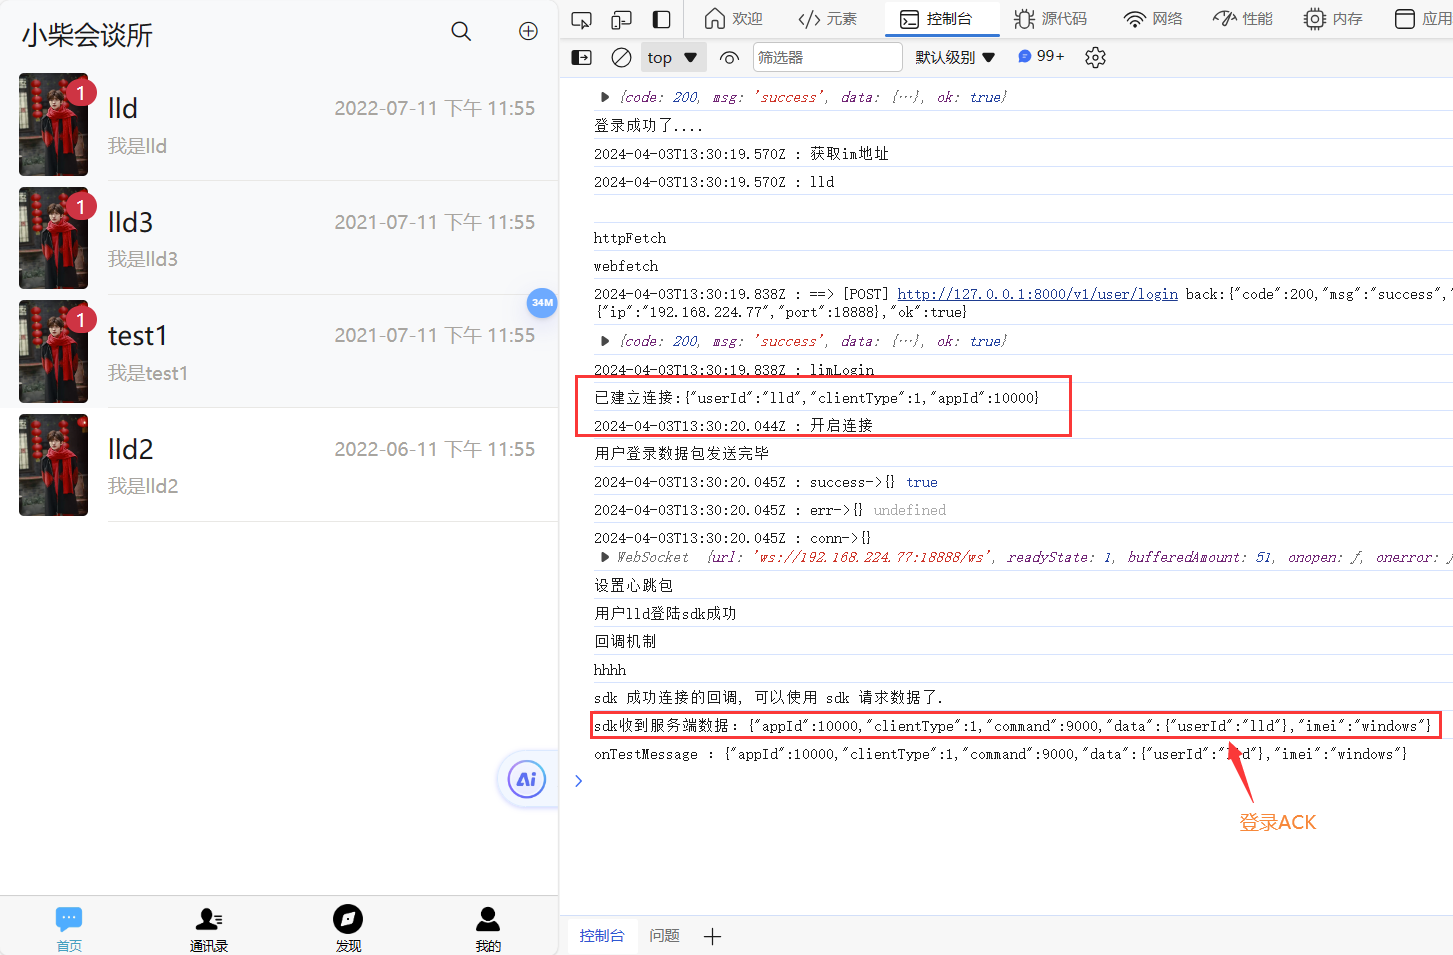 小柴会谈所
1
lld
2022-07-11 下午 11:55
我是lld
1
lld3
2021-07-11 下午 11:55
我是lld3
34M
1
test1
2021-07-11 下午 11:55
我是test1
lld2
2022-06-11 下午 11:55
我是lld2
Ai
首页
通讯录
发现
我的
欢迎
元素
控制台
源代码
网络
性能
内存
应用
top
筛选器
默认级别
99+
{code: 200, msg: 'success', data: {…}, ok: true}
登录成功了....
2024-04-03T13:30:19.570Z : 获取im地址
2024-04-03T13:30:19.570Z : lld
httpFetch
webfetch
2024-04-03T13:30:19.838Z : ==> [POST] http://127.0.0.1:8000/v1/user/login back:{"code":200,"msg":"success","
{"ip":"192.168.224.77","port":18888},"ok":true}
{code: 200, msg: 'success', data: {…}, ok: true}
2024-04-03T13:30:19.838Z : limLogin
已建立连接:{"userId":"lld","clientType":1,"appId":10000}
2024-04-03T13:30:20.044Z : 开启连接
用户登录数据包发送完毕
2024-04-03T13:30:20.045Z : success->{} true
2024-04-03T13:30:20.045Z : err->{} undefined
2024-04-03T13:30:20.045Z : conn->{}
WebSocket {url: 'ws://192.168.224.77:18888/ws', readyState: 1, bufferedAmount: 51, onopen: ƒ, onerror: ƒ
设置心跳包
用户lld登陆sdk成功
回调机制
hhhh
sdk 成功连接的回调, 可以使用 sdk 请求数据了.
sdk收到服务端数据: {"appId":10000,"clientType":1,"command":9000,"data":{"userId":"lld"},"imei":"windows"}
onTestMessage : {"appId":10000,"clientType":1,"command":9000,"data":{"userId":"lld"},"imei":"windows"}
登录ACK
控制台
问题